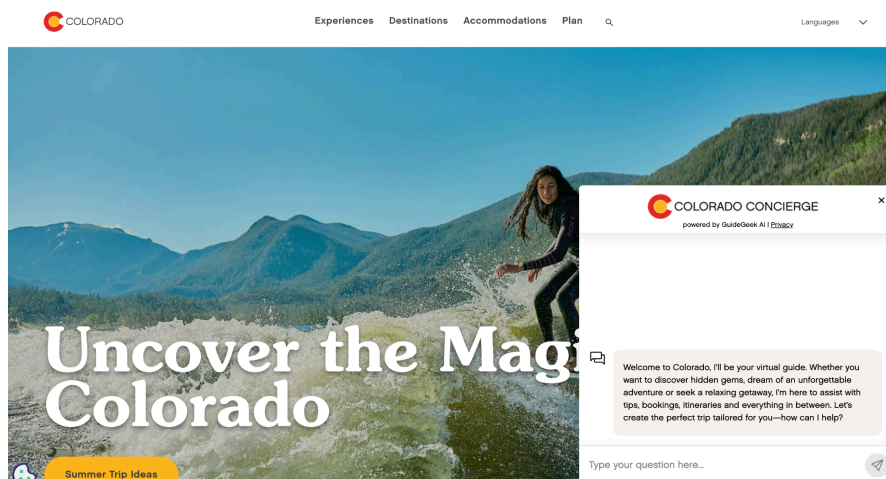 COLORADO
Experiences Destinations Accommodations Plan
Languages
COLORADO CONCIERGE
powered by GuideGeek AI | Privacy
Uncover the Magi
Colorado
Summer Trip Ideas
Welcome to Colorado, I'll be your virtual guide. Whether you
want to discover hidden gems, dream of an unforgettable
adventure or seek a relaxing getaway, I'm here to assist with
tips, bookings, itineraries and everything in between. Let's
create the perfect trip tailored for you—how can I help?
Type your question here...